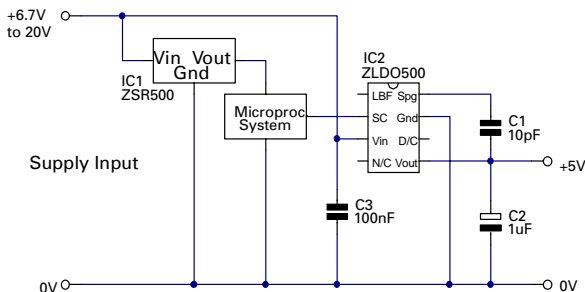 +6.7V
to 20V
Vin Vout
Gnd
IC1
ZSR500
Microproc
System
IC2
ZLDO500
LBF Spg
SC Gnd
Vin D/C
N/C Vout
C1
10pF
+5V
C2
1uF
C3
100nF
Supply Input
0V
0V